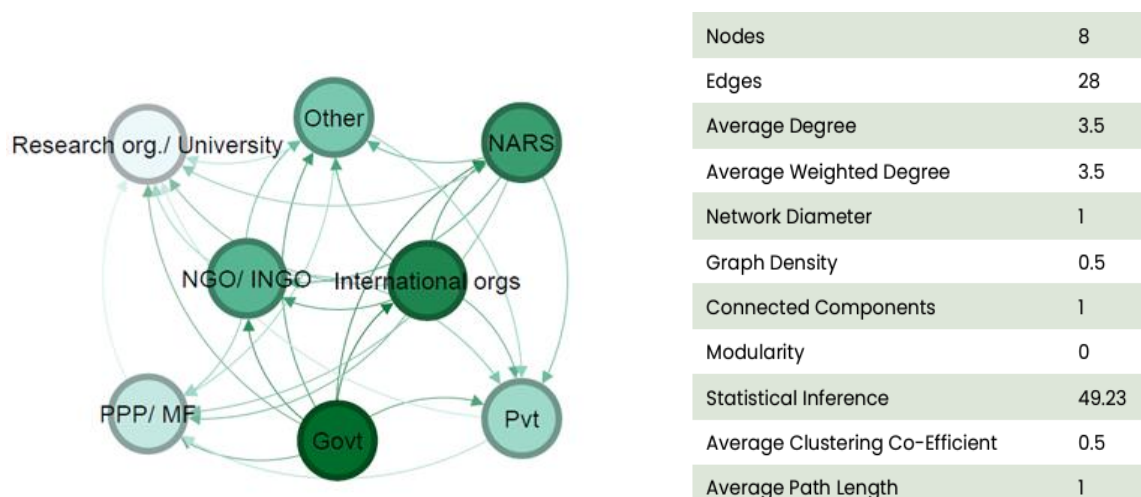 Other
NARS
Research org./ University
NGO/ INGO
International orgs
PPP/ MF
Govt
Pvt
Nodes 8
Edges 28
Average Degree 3.5
Average Weighted Degree 3.5
Network Diameter 1
Graph Density 0.5
Connected Components 1
Modularity 0
Statistical Inference 49.23
Average Clustering Co-Efficient 0.5
Average Path Length 1